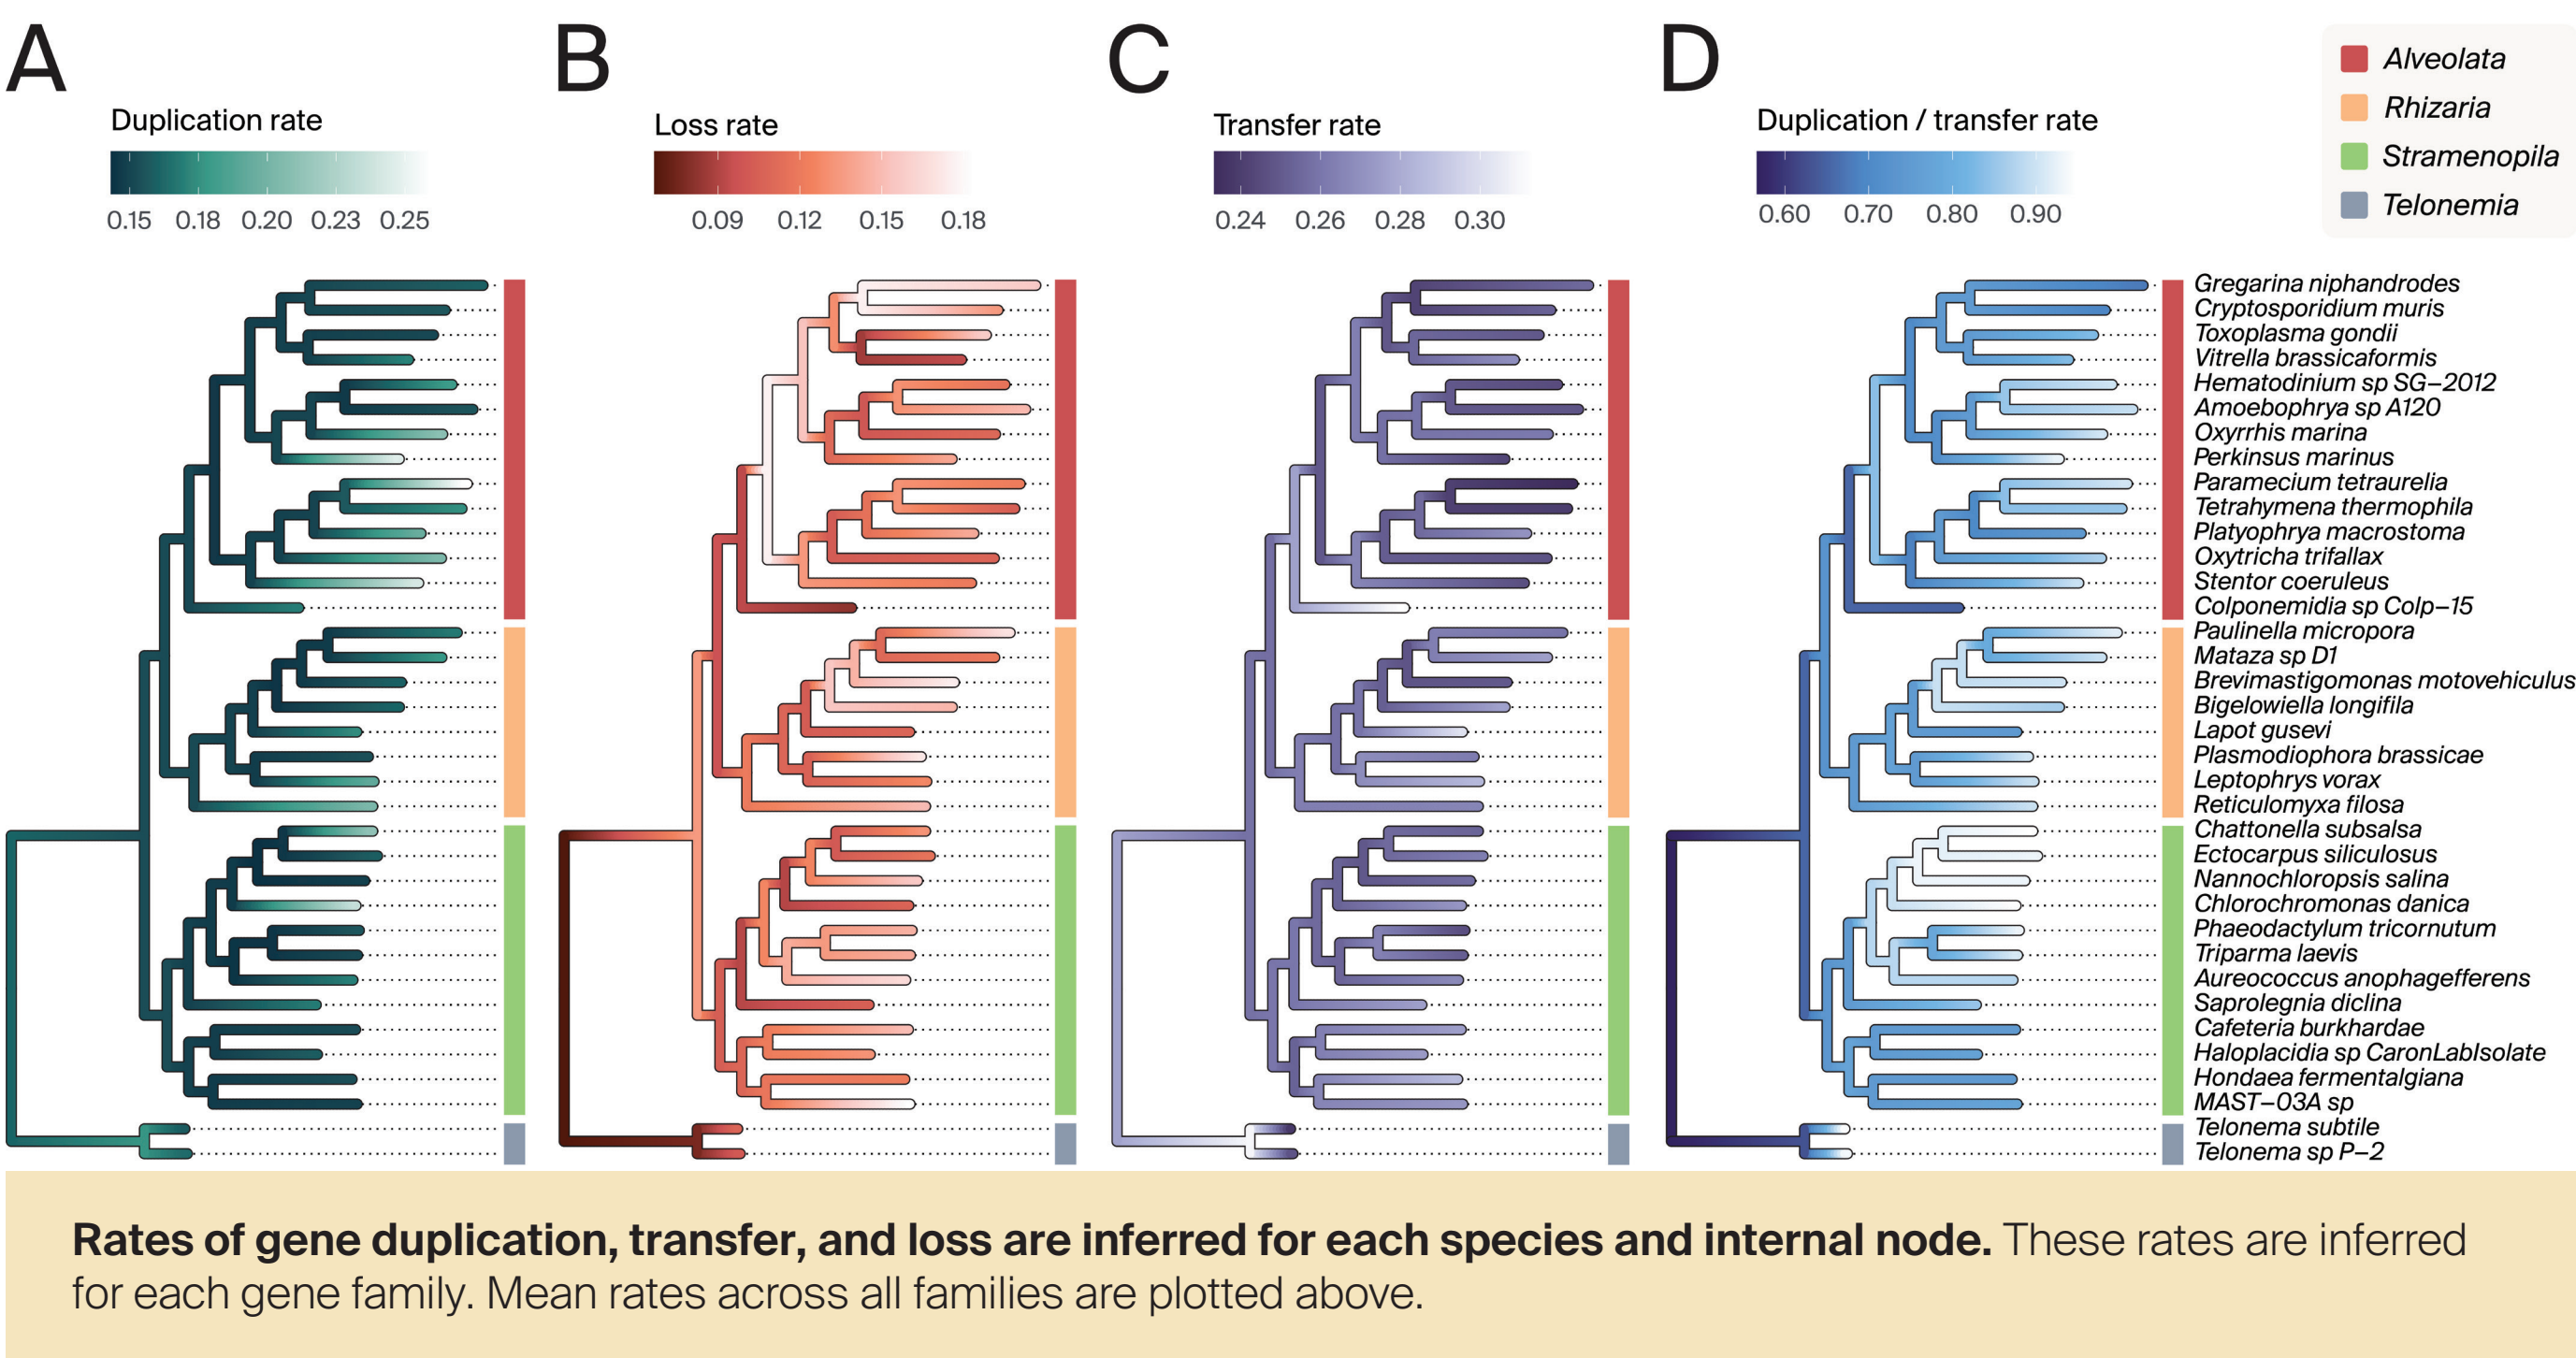 A
B
C
D
Duplication rate
0.15 0.18 0.20 0.23 0.25
Loss rate
0.09 0.12 0.15 0.18
Transfer rate
0.24 0.26 0.28 0.30
Duplication / transfer rate
0.60 0.70 0.80 0.90
Alveolata
Rhizaria
Stramenopila
Telonemia
Gregarina niphandrodes
Cryptosporidium muris
Toxoplasma gondii
Vitrella brassicaformis
Hematodinium sp SG–2012
Amoebophrya sp A120
Oxyrrhis marina
Perkinsus marinus
Paramecium tetraurelia
Tetrahymena thermophila
Platyophrya macrostoma
Oxytricha trifallax
Stentor coeruleus
Colponemidia sp Colp–15
Paulinella micropora
Mataza sp D1
Brevimastigomonas motovehiculus
Bigelowiella longifila
Lapot gusevi
Plasmodiophora brassicae
Leptophrys vorax
Reticulomyxa filosa
Chattonella subsalsa
Ectocarpus siliculosus
Nannochloropsis salina
Chlorochromonas danica
Phaeodactylum tricornutum
Triparma laevis
Aureococcus anophagefferens
Saprolegnia diclina
Cafeteria burkhardae
Haloplacidia sp CaronLabIsolate
Hondaea fermentalgiana
MAST–03A sp
Telonema subtile
Telonema sp P–2
Rates of gene duplication, transfer, and loss are inferred for each species and internal node. These rates are inferred
for each gene family. Mean rates across all families are plotted above.